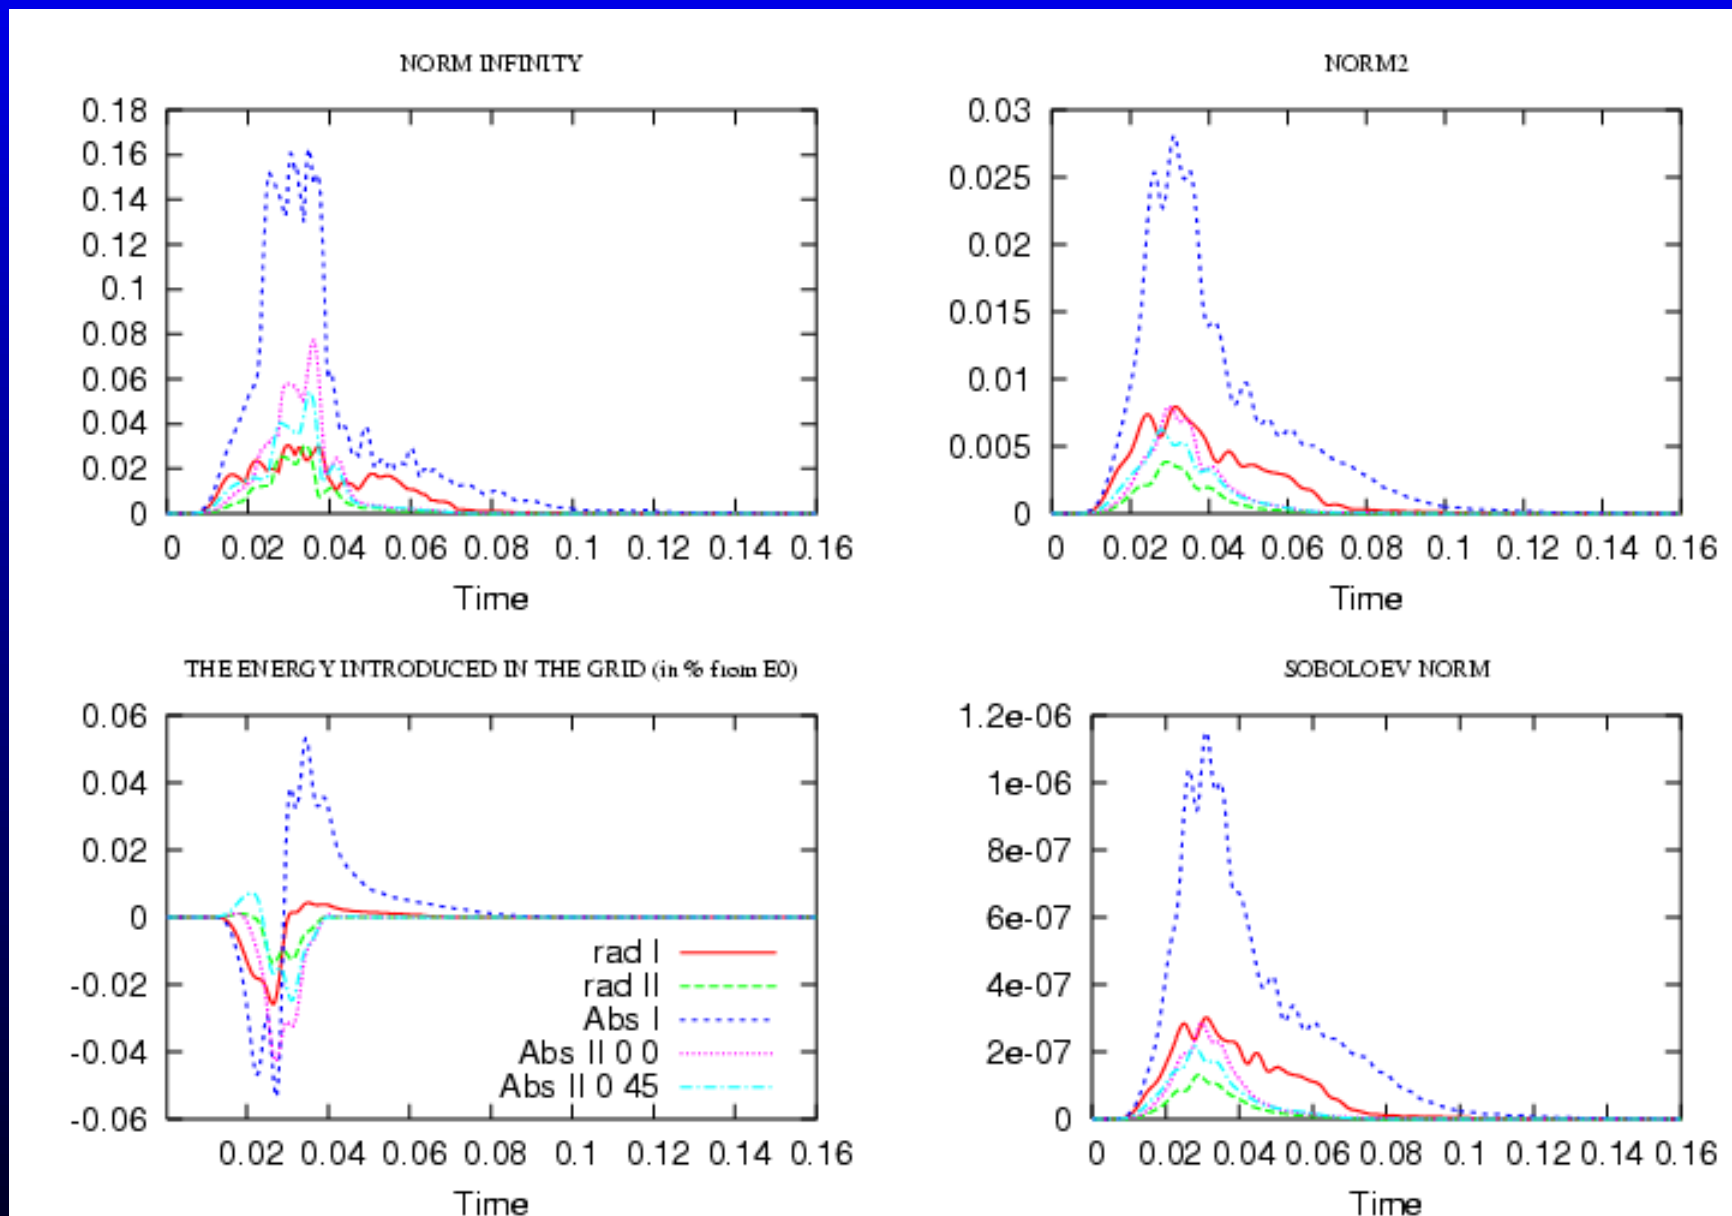 NORM INFINITY
0.18
0.16
0.14
0.12
0.1
0.08
0.06
0.04
0.02
0
0 0.02 0.04 0.06 0.08 0.1 0.12 0.14 0.16
Time
NORM2
0.03
0.025
0.02
0.015
0.01
0.005
0
0 0.02 0.04 0.06 0.08 0.1 0.12 0.14 0.16
Time
THE ENERGY INTRODUCED IN THE GRID (in % from E0)
0.06
0.04
0.02
0
-0.02
-0.04
-0.06
rad I
rad II
Abs I
Abs II 0 0
Abs II 0 45
0.02 0.04 0.06 0.08 0.1 0.12 0.14 0.16
Time
SOBOLOEV NORM
1.2e-06
1e-06
8e-07
6e-07
4e-07
2e-07
0
0 0.02 0.04 0.06 0.08 0.1 0.12 0.14 0.16
Time